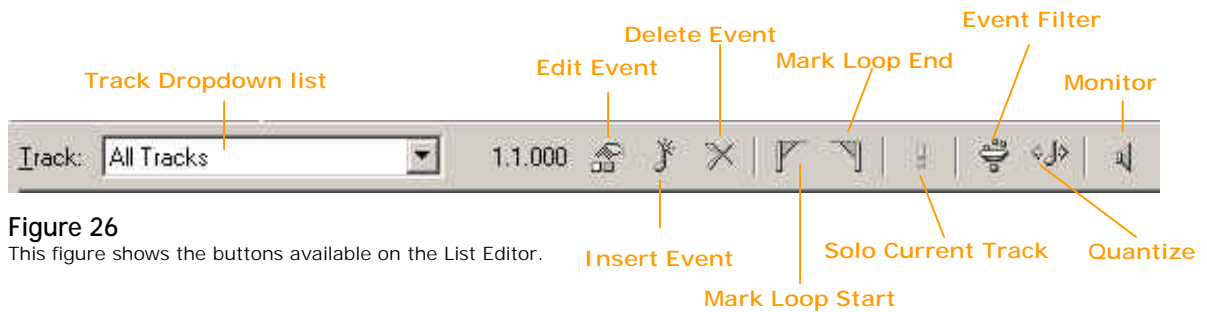 Event Filter
Delete Event
Edit Event
Mark Loop End
Track Dropdown list
Monitor
Track: All Tracks 1.1.000
Figure 26
This figure shows the buttons available on the List Editor.
Insert Event
Solo Current Track
Quantize
Mark Loop Start